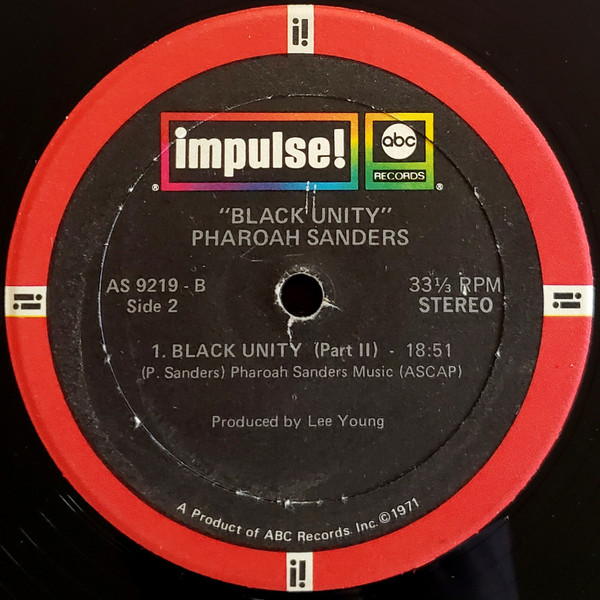 i!
impulse!
abc
RECORDS
®
®
"BLACK UNITY"
PHAROAH SANDERS
AS 9219 - B
Side 2
33⅓ RPM
STEREO
i!
i!
1. BLACK UNITY (Part II) - 18:51
(P. Sanders) Pharoah Sanders Music (ASCAP)
Produced by Lee Young
A Product of ABC Records. Inc.©1971
i!